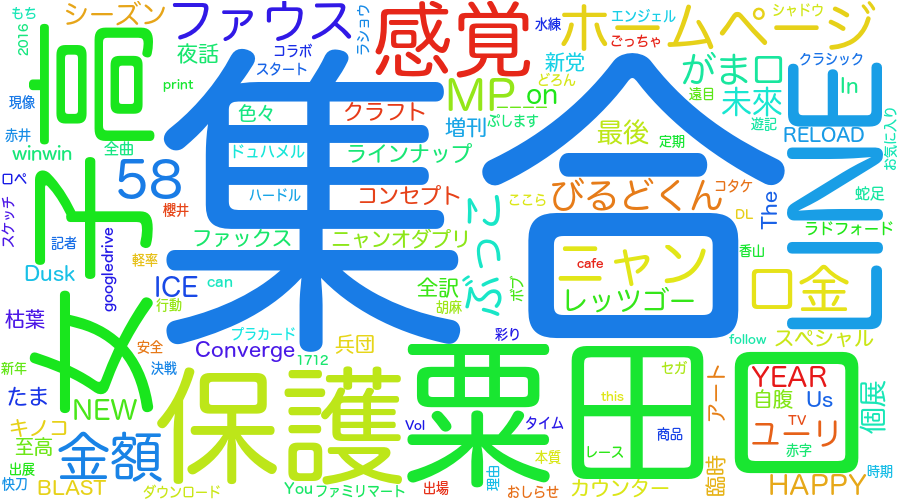 集合
粟田口
女子高
LINE
保護
感覚
ホームページ
ファウス
シーズン
もち
2016
夜話
コラボ
ラショウ
スタート
print
現像
赤井
全曲
winwin
色々
クラフト
MP
on
____
増刊
ぷします
どろん
水練
エンジェル
シャドウ
ごっちゃ
新党
がま口
未來
遠目
遊記
クラシック
In
RELOAD
お気に入り
最後
定期
ドュハメル
ラインナップ
ハードル
コンセプト
58
櫻井
ロペ
スケッチ
記者
Dusk
googledrive
軽率
ファックス
ニャンオダプリ
ぶっこ
ここら
びるどくん
コタケ
DL
The
蛇足
ラドフォード
香山
ニャン
cafe
レッツゴー
口金
ICE
can
行動
枯葉
全訳
胡麻
ボブ
プラカード
彩り
Converge
1712
兵団
安全
決戦
新年
たま
NEW
キノコ
至高
金額
出展
快刀
BLAST
ダウンロード
You
ファミリマート
Vol
タイム
出場
理由
本質
おしらせ
セガ
this
商品
レース
カウンター
アート
臨時
follow
スペシャル
YEAR
自腹
Us
TV
ユーリ
赤字
個展
HAPPY
時期